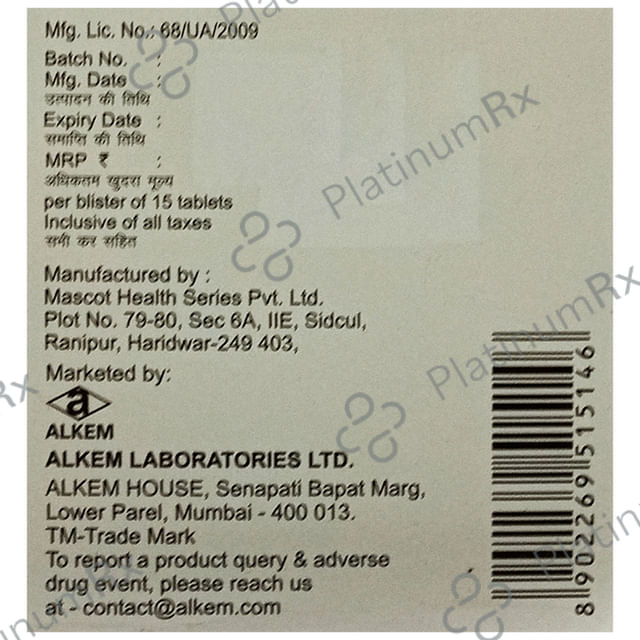 Mfg. Lic. No.: 68/UA/2009
Batch No. :
Mfg. Date :
उत्पादन की तिथि
Expiry Date :
समाप्ति की तिथि
MRP ₹ :
अधिकतम खुदरा मूल्य
per blister of 15 tablets
Inclusive of all taxes
सभी कर सहित
Manufactured by :
Mascot Health Series Pvt. Ltd.
Plot No. 79-80, Sec 6A, IIE, Sidcul,
Ranipur, Haridwar-249 403,
Marketed by:
a
ALKEM
ALKEM LABORATORIES LTD.
ALKEM HOUSE, Senapati Bapat Marg,
Lower Parel, Mumbai - 400 013.
TM-Trade Mark
To report a product query & adverse
drug event, please reach us
at - contact@alkem.com
8902269515146
PlatinumRx
PlatinumRx
PlatinumRx